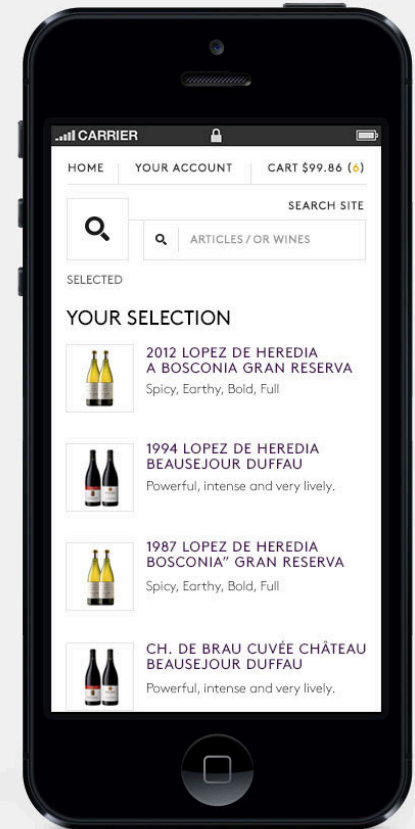 CARRIER
HOME YOUR ACCOUNT CART $99.86 (6)
SEARCH SITE
ARTICLES / OR WINES
SELECTED
YOUR SELECTION
2012 LOPEZ DE HEREDIA
A BOSCONIA GRAN RESERVA
Spicy, Earthy, Bold, Full
1994 LOPEZ DE HEREDIA
BEAUSEJOUR DUFFAU
Powerful, intense and very lively.
1987 LOPEZ DE HEREDIA
BOSCONIA” GRAN RESERVA
Spicy, Earthy, Bold, Full
CH. DE BRAU CUVÉE CHÂTEAU
BEAUSEJOUR DUFFAU
Powerful, intense and very lively.